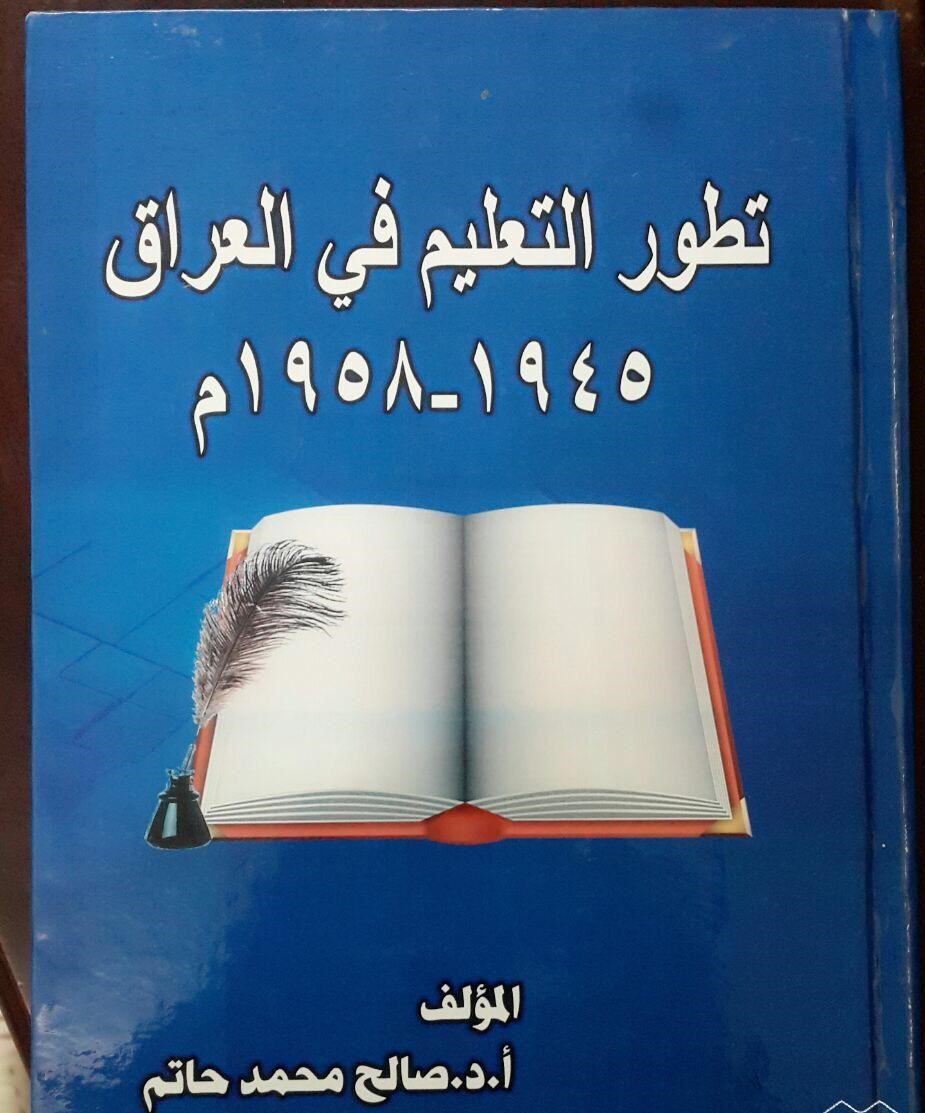 تطور التعليم في العراق
١٩٤٥-١٩٥٨م
المؤلف
أ.د.صالح محمد حاتم